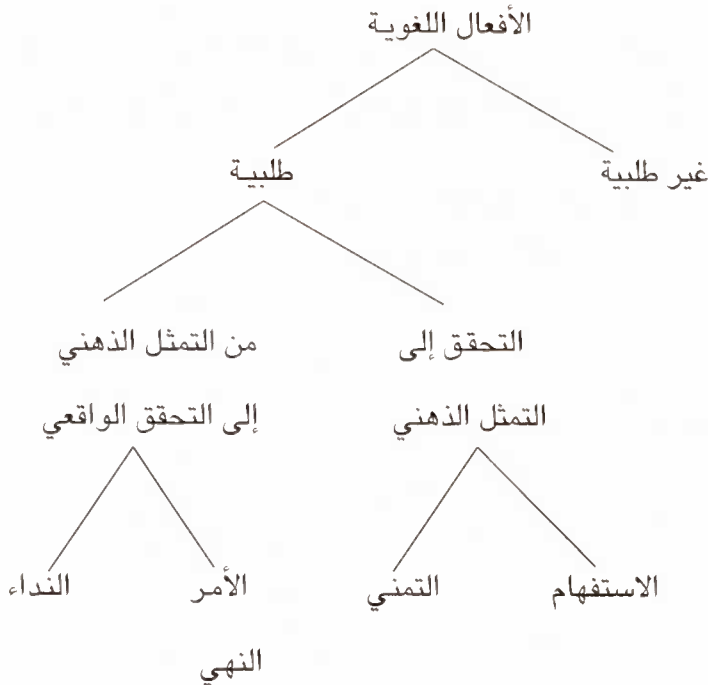 الأفعال اللغوية
غير طلبية
طلبية
التحقق إلى
التمثل الذهني
من التمثل الذهني
إلى التحقق الواقعي
الاستفهام
التمني
الأمر
النداء
النهي